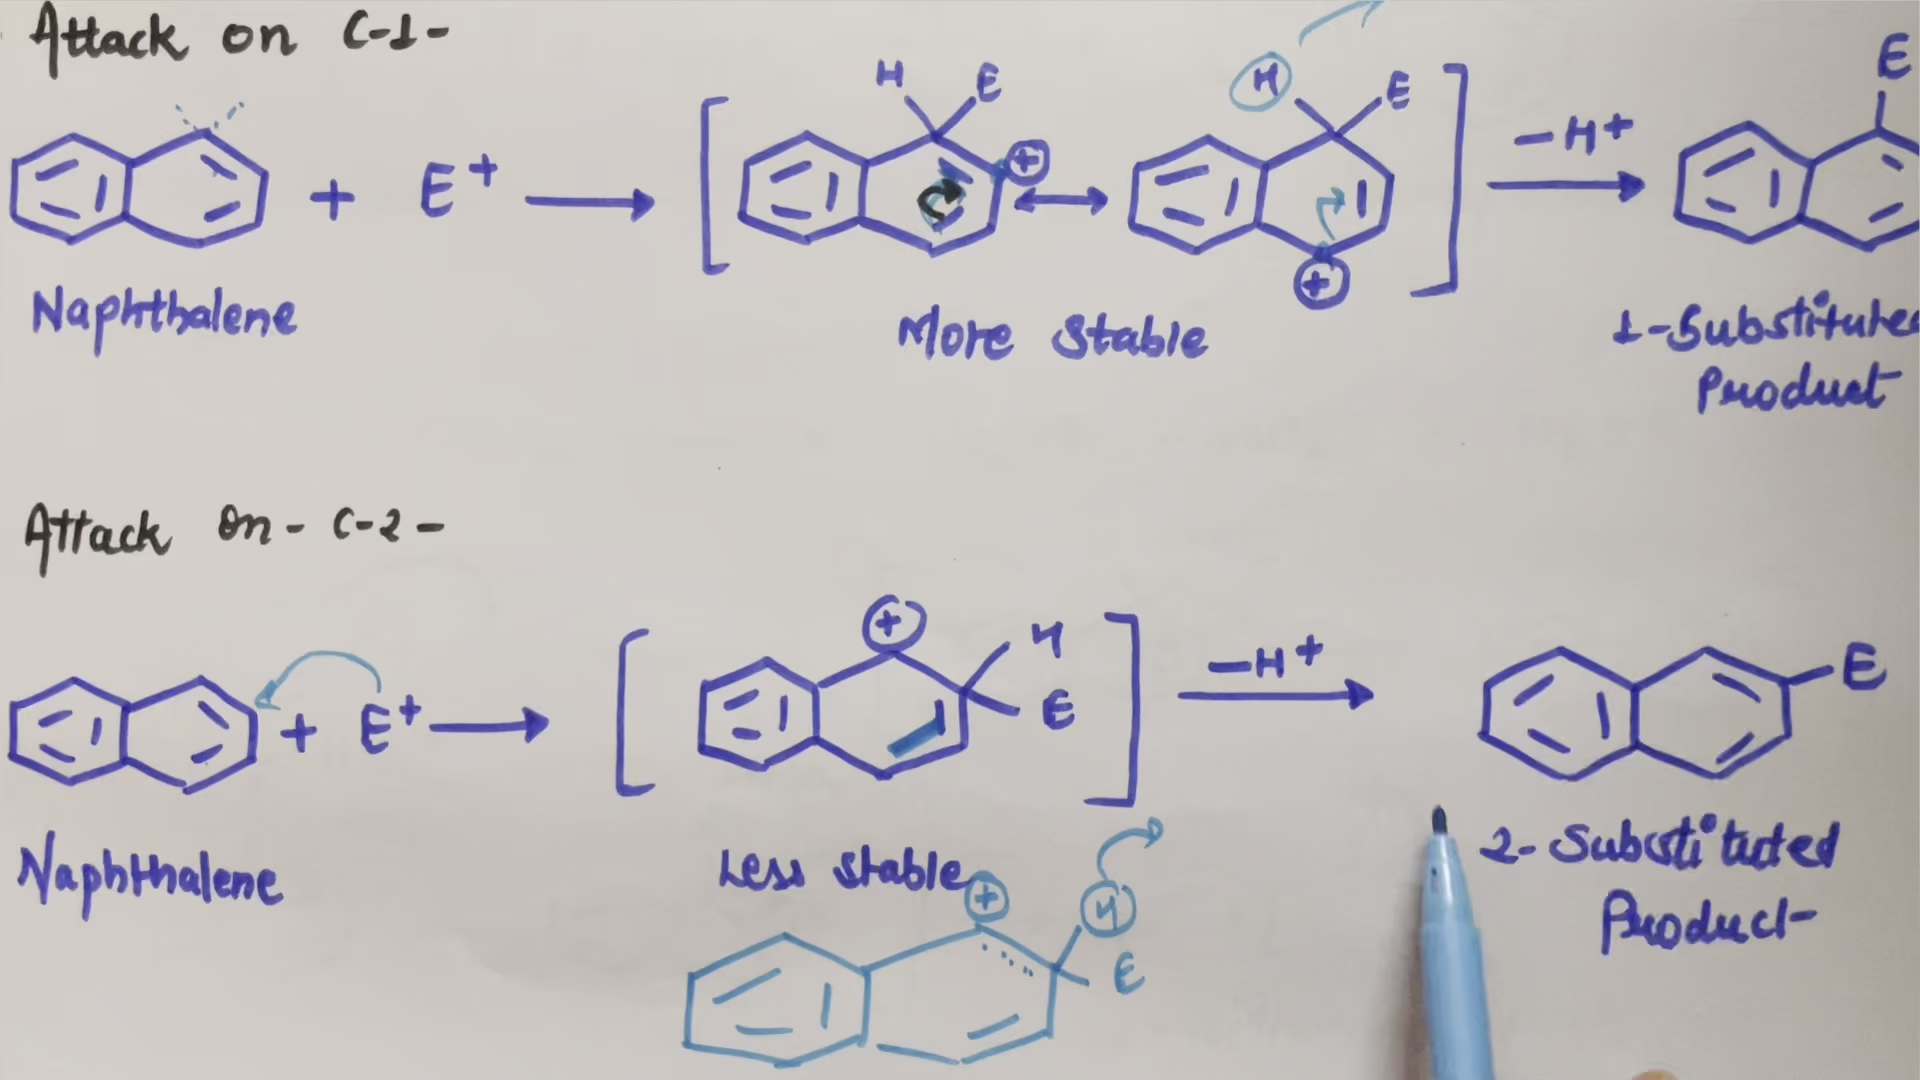 Attack on C-1-
H E
H E
E
+ E+
+
-H+
+
Naphthalene
More Stable
1-Substituted
Product
Attack on - C-2-
+
H
E
-H+
E
+ E+
Naphthalene
Less stable
2-Substituted
Product-
+
H
E